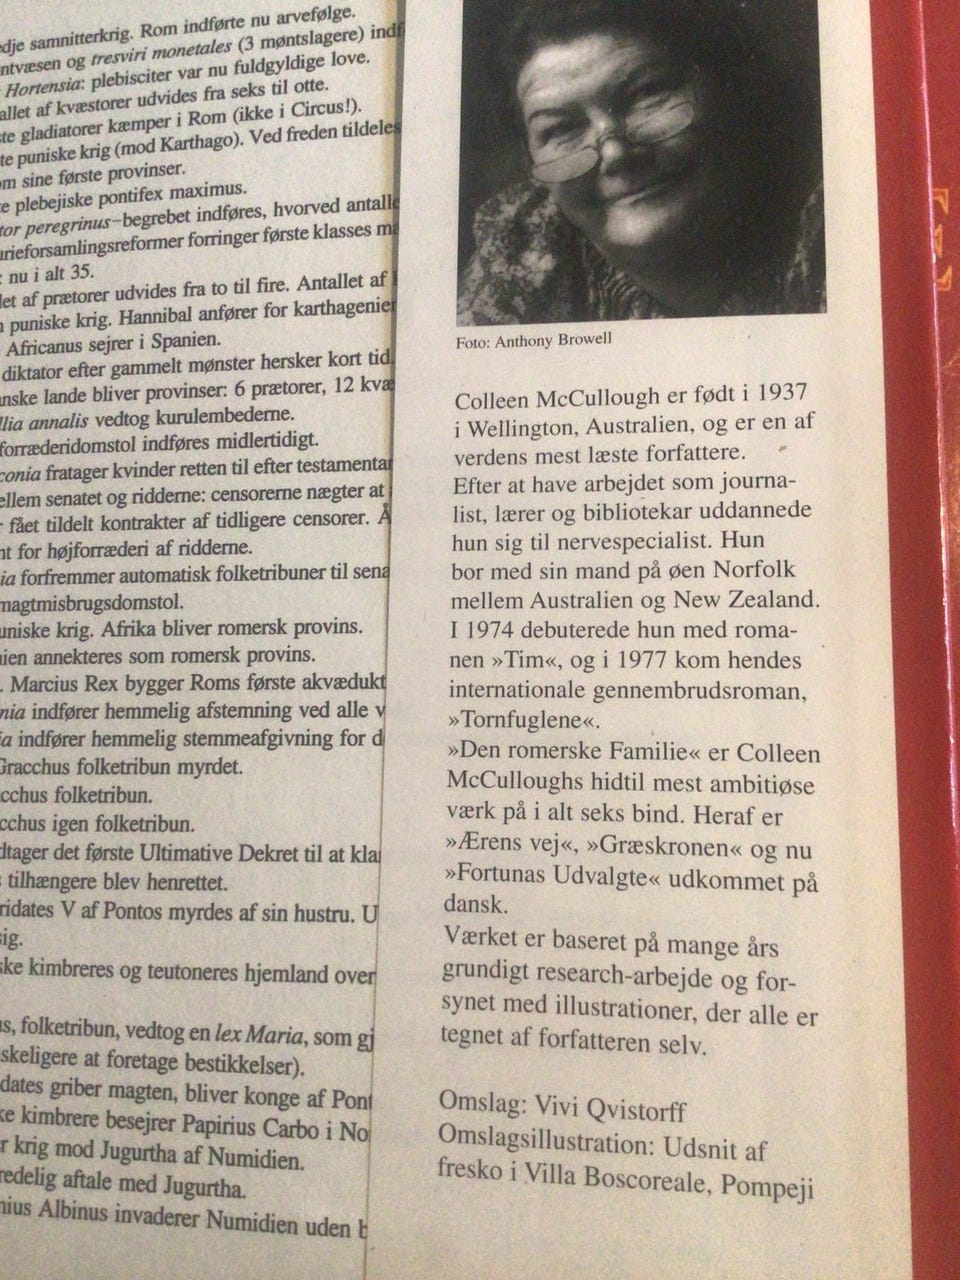 dje samnitterkrig. Rom indførte nu arvefølge.
ntvæsen og tresviri monetales (3 møntslagere) indf
Hortensia: plebisciter var nu fuldgyldige love.
allet af kvæstorer udvides fra seks til otte.
te gladiatorer kæmper i Rom (ikke i Circus!).
te puniske krig (mod Karthago). Ved freden tildeles
m sine første provinser.
e plebejiske pontifex maximus.
tor peregrinus-begrebet indføres, hvorved antalle
urieforsamlingsreformer forringer første klasses ma
: nu i alt 35.
let af prætorer udvides fra to til fire. Antallet af
n puniske krig. Hannibal anfører for karthagenier
Africanus sejrer i Spanien.
diktator efter gammelt mønster hersker kort tid.
nske lande bliver provinser: 6 prætorer, 12 kvæ
llia annalis vedtog kurulembederne.
forræderidomstol indføres midlertidigt.
conia fratager kvinder retten til efter testamentar
ellem senatet og ridderne: censorerne nægter at
r fået tildelt kontrakter af tidligere censorer. Å
nt for højforræderi af ridderne.
ia forfremmer automatisk folketribuner til sena
magtmisbrugsdomstol.
uniske krig. Afrika bliver romersk provins.
nien annekteres som romersk provins.
. Marcius Rex bygger Roms første akvædukt
nia indfører hemmelig afstemning ved alle v
ia indfører hemmelig stemmeafgivning for d
Gracchus folketribun myrdet.
cchus folketribun.
cchus igen folketribun.
dtager det første Ultimative Dekret til at kla
s tilhængere blev henrettet.
ridates V af Pontos myrdes af sin hustru. U
sig.
ske kimbreres og teutoneres hjemland over
s, folketribun, vedtog en lex Maria, som gj
skeligere at foretage bestikkelser).
dates griber magten, bliver konge af Pont
ke kimbrere besejrer Papirius Carbo i No
r krig mod Jugurtha af Numidien.
redelig aftale med Jugurtha.
nius Albinus invaderer Numidien uden b
Foto: Anthony Browell
Colleen McCullough er født i 1937
i Wellington, Australien, og er en af
verdens mest læste forfattere.
Efter at have arbejdet som journa-
list, lærer og bibliotekar uddannede
hun sig til nervespecialist. Hun
bor med sin mand på øen Norfolk
mellem Australien og New Zealand.
I 1974 debuterede hun med roma-
nen »Tim«, og i 1977 kom hendes
internationale gennembrudsroman,
»Tornfuglene«.
»Den romerske Familie« er Colleen
McCulloughs hidtil mest ambitiøse
værk på i alt seks bind. Heraf er
»Ærens vej«, »Græskronen« og nu
»Fortunas Udvalgte« udkommet på
dansk.
Værket er baseret på mange års
grundigt research-arbejde og for-
synet med illustrationer, der alle er
tegnet af forfatteren selv.
Omslag: Vivi Qvistorff
Omslagsillustration: Udsnit af
fresko i Villa Boscoreale, Pompeji